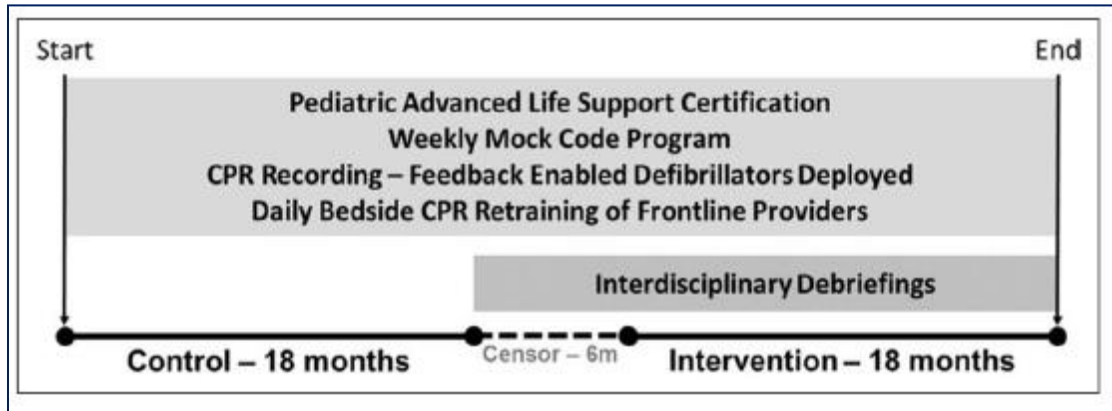 Start
End
Pediatric Advanced Life Support Certification
Weekly Mock Code Program
CPR Recording – Feedback Enabled Defibrillators Deployed
Daily Bedside CPR Retraining of Frontline Providers
Interdisciplinary Debriefings
Control – 18 months
Censor – 6m
Intervention – 18 months